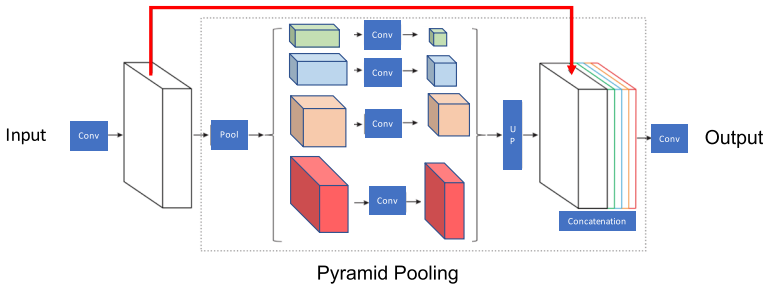 Input
Conv
Pool
Conv
Conv
Conv
Conv
U
P
Concatenation
Conv
Output
Pyramid Pooling